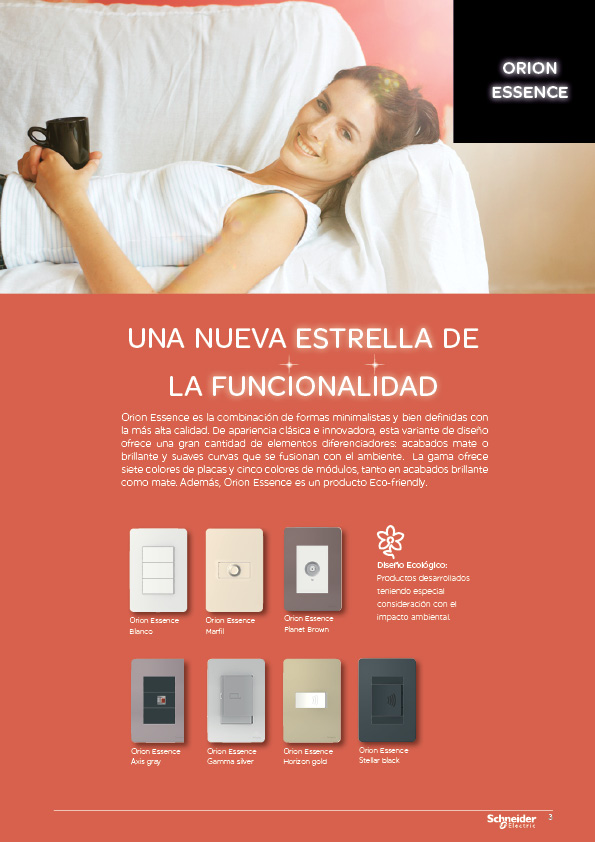 ORION
ESSENCE
UNA NUEVA ESTRELLA DE
LA FUNCIONALIDAD
Orion Essence es la combinación de formas minimalistas y bien definidas con
la más alta calidad. De apariencia clásica e innovadora, esta variante de diseño
ofrece una gran cantidad de elementos diferenciadores: acabados mate o
brillante y suaves curvas que se fusionan con el ambiente. La gama ofrece
siete colores de placas y cinco colores de módulos, tanto en acabados brillante
como mate. Además, Orion Essence es un producto Eco-friendly.
Orion Essence
Blanco
Orion Essence
Marfil
Orion Essence
Planet Brown
Diseño Ecológico:
Productos desarrollados
teniendo especial
consideración con el
impacto ambiental.
Orion Essence
Axis gray
Orion Essence
Gamma silver
Orion Essence
Horizon gold
Orion Essence
Stellar black
Schneider
Electric
3